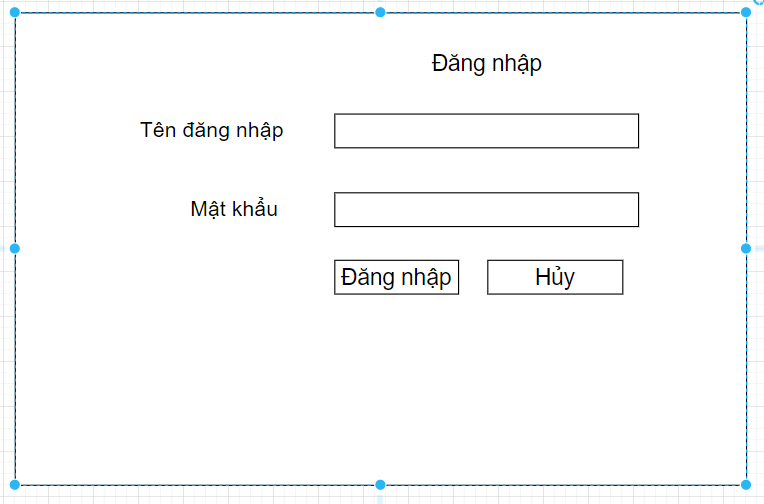 Đăng nhập
Tên đăng nhập
Mật khẩu
Đăng nhập
Hủy